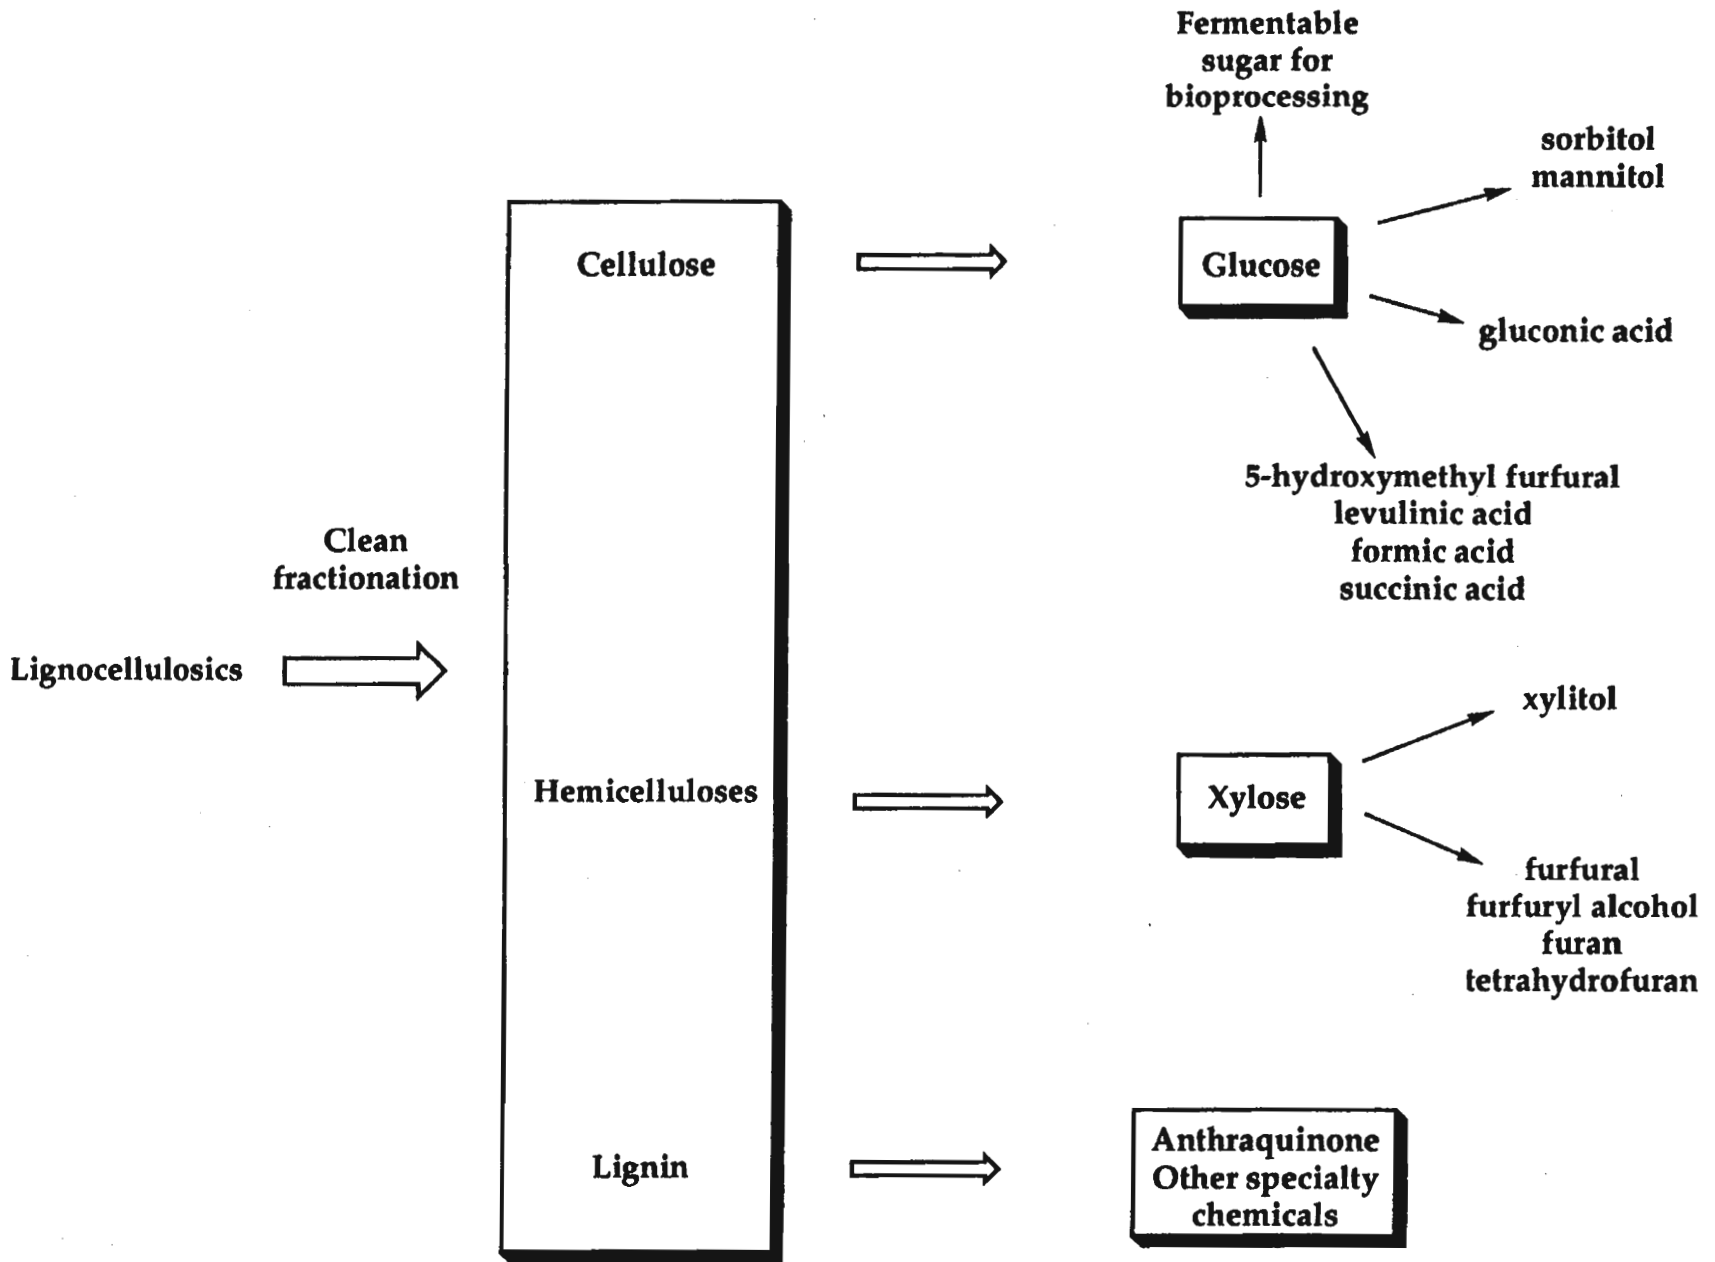 Fermentable
sugar for
bioprocessing
sorbitol
mannitol
Cellulose
Glucose
gluconic acid
5-hydroxymethyl furfural
levulinic acid
formic acid
succinic acid
Clean
fractionation
Lignocellulosics
xylitol
Hemicelluloses
Xylose
furfural
furfuryl alcohol
furan
tetrahydrofuran
Lignin
Anthraquinone
Other specialty
chemicals